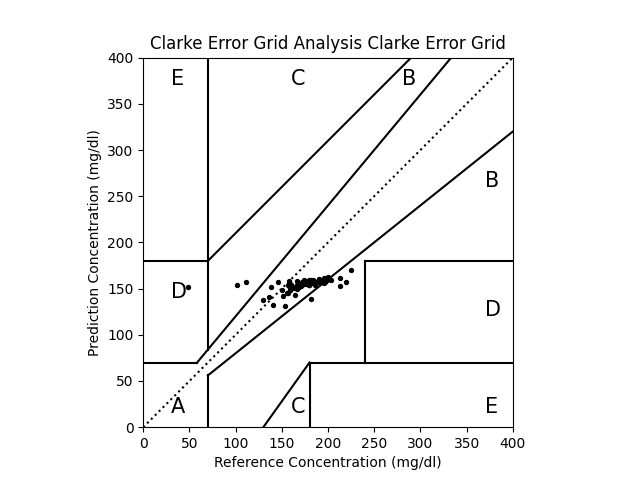 Clarke Error Grid Analysis Clarke Error Grid
Prediction Concentration (mg/dl)
400
350
300
250
200
150
100
50
0
E
C
B
B
D
D
A
C
E
0 50 100 150 200 250 300 350 400
Reference Concentration (mg/dl)